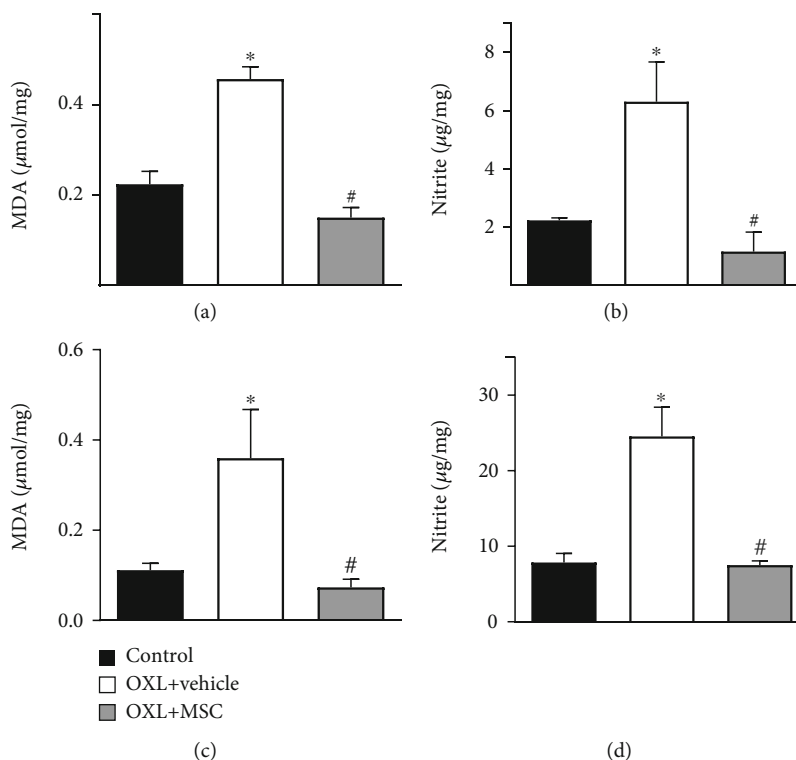 MDA (μmol/mg)
0.4
0.2
*
#
(a)
Nitrite (μg/mg)
8
6
4
2
*
#
(b)
MDA (μmol/mg)
0.6
0.4
0.2
0.0
*
#
Control
OXL+vehicle
OXL+MSC
(c)
Nitrite (μg/mg)
30
20
10
0
*
#
(d)